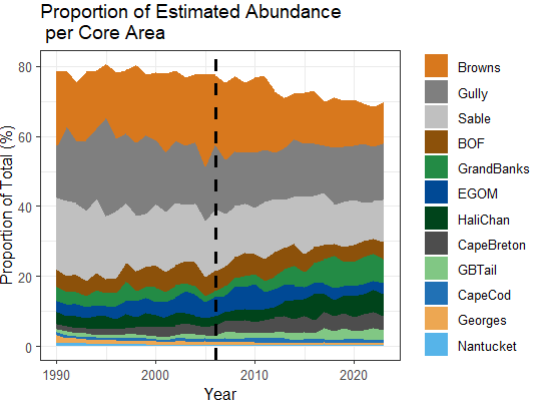 Proportion of Estimated Abundance
per Core Area
Proportion of Total (%)
80
60
40
20
0
1990
2000
2010
2020
Year
Browns
Gully
Sable
BOF
GrandBanks
EGOM
HaliChan
CapeBreton
GBTail
CapeCod
Georges
Nantucket